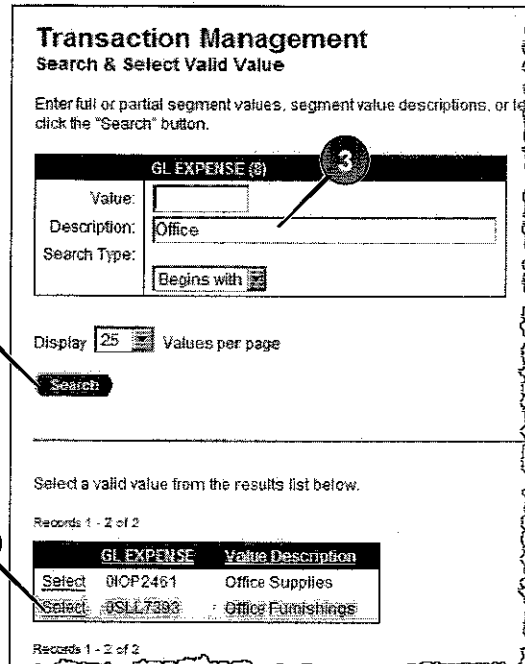 Transaction Management
Search & Select Valid Value
Enter full or partial segment values, segment value descriptions, or
click the "Search" button.
GL EXPENSE (8)
3
Value:
Description: Office
Search Type:
Begins with
Display 25 Values per page
Search
Select a valid value from the results list below.
Records 1 - 2 of 2
GL EXPENSE Value Description
Select 0IOP2461 Office Supplies
Select 0SLL7393 Office Furnishings
Records 1 - 2 of 2